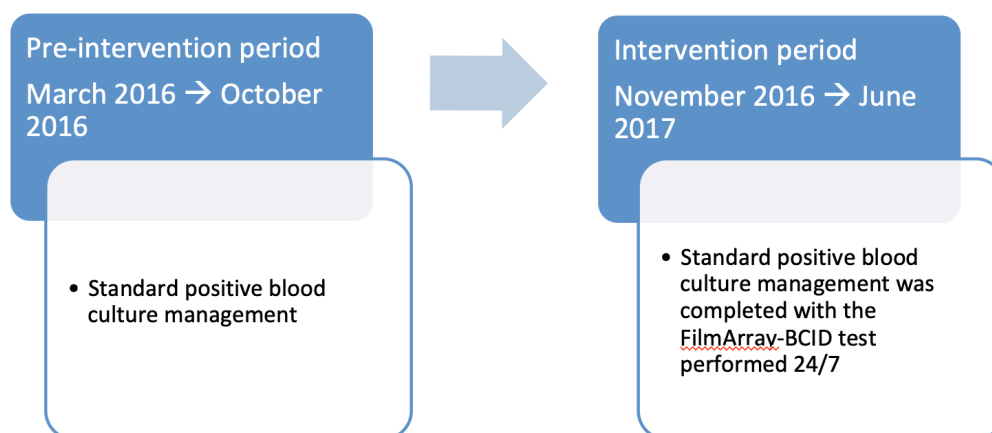 Pre-intervention period
March 2016 → October
2016
• Standard positive blood
culture management
Intervention period
November 2016 → June
2017
• Standard positive blood
culture management was
completed with the
FilmArray-BCID test
performed 24/7